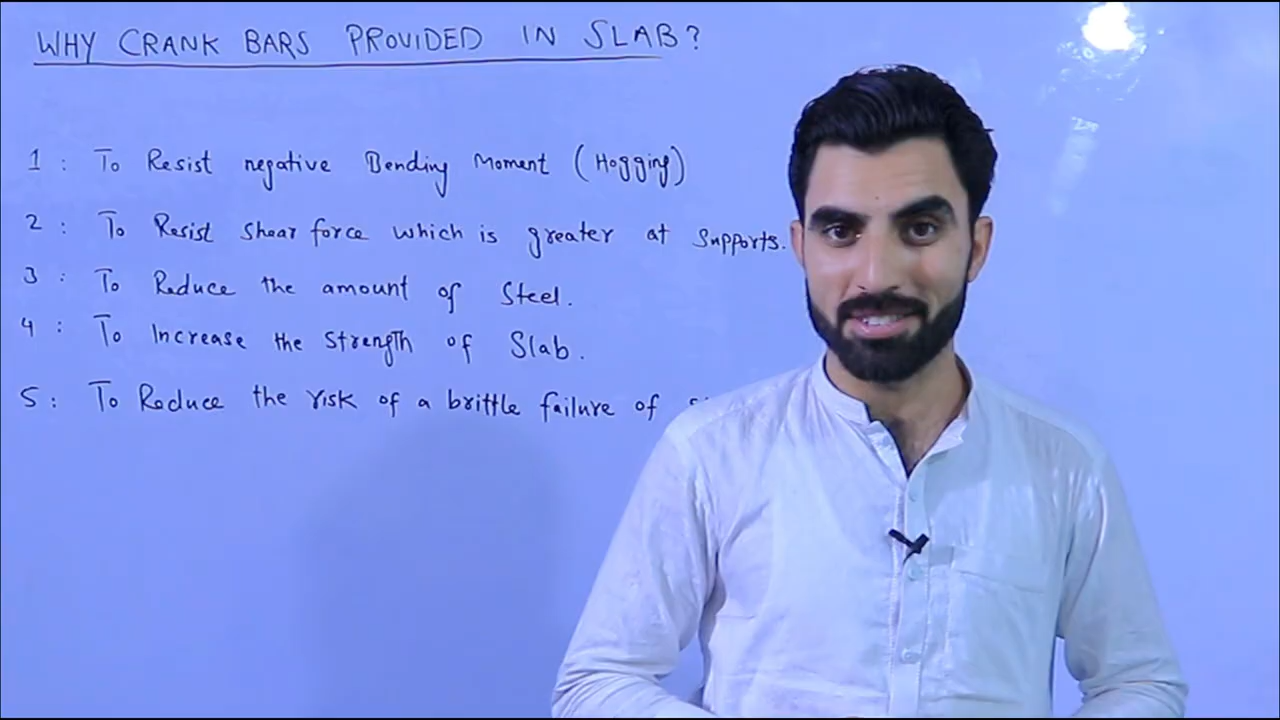 WHY CRANK BARS PROVIDED IN SLAB?
1 : To Resist negative Bending Moment (Hogging)
2 : To Resist shear force which is greater at supports.
3 : To Reduce the amount of Steel.
4 : To Increase the strength of Slab.
5 : To Reduce the risk of a brittle failure of